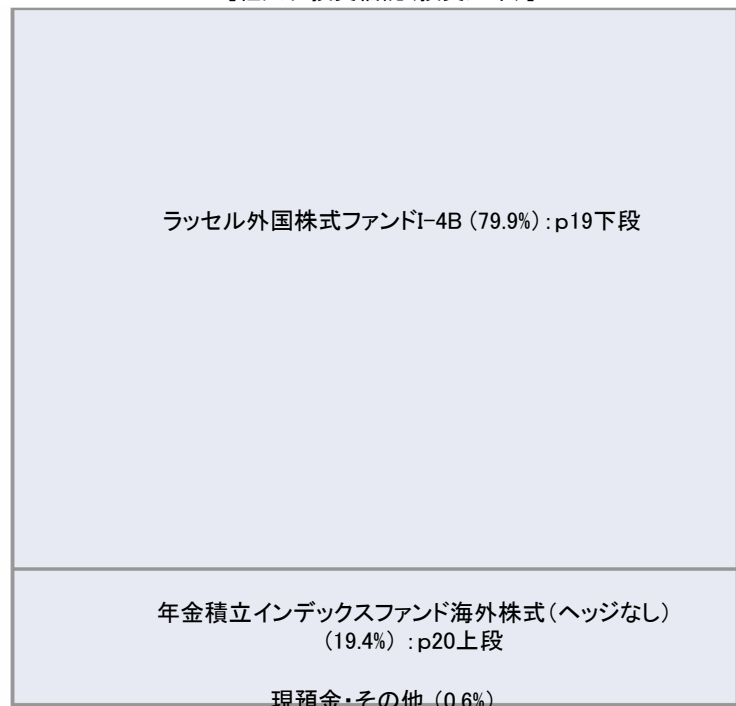 ラッセル外国株式ファンドI-4B (79.9%):p19下段
年金積立インデックスファンド海外株式(ヘッジなし)
(19.4%) :p20上段
現預金・その他 (0.6%)